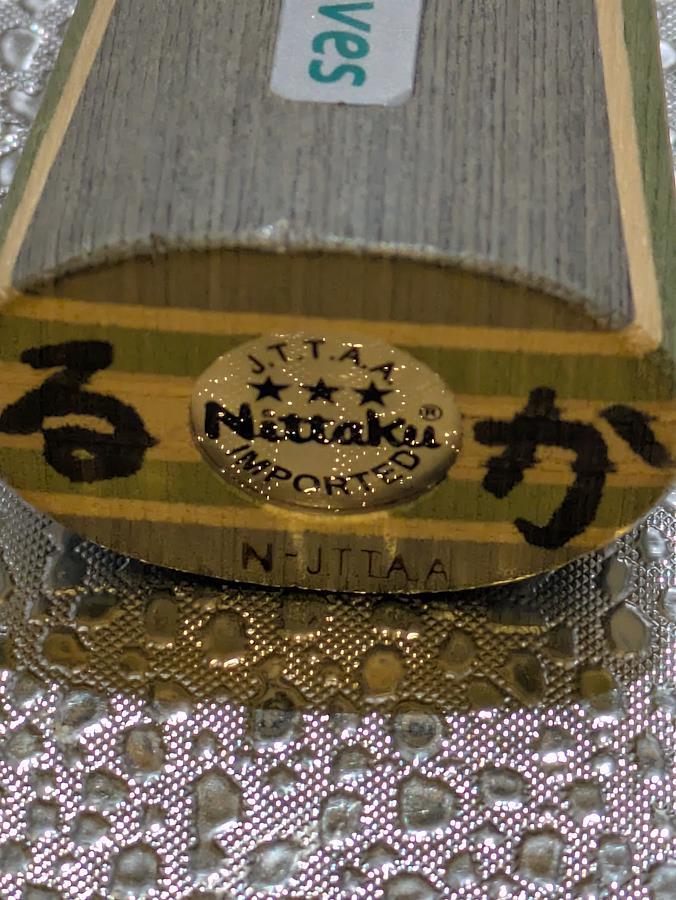 ves
J.T.T.A.A
★★★
Nittaku®
IMPORTED
る か
N-JTTAA